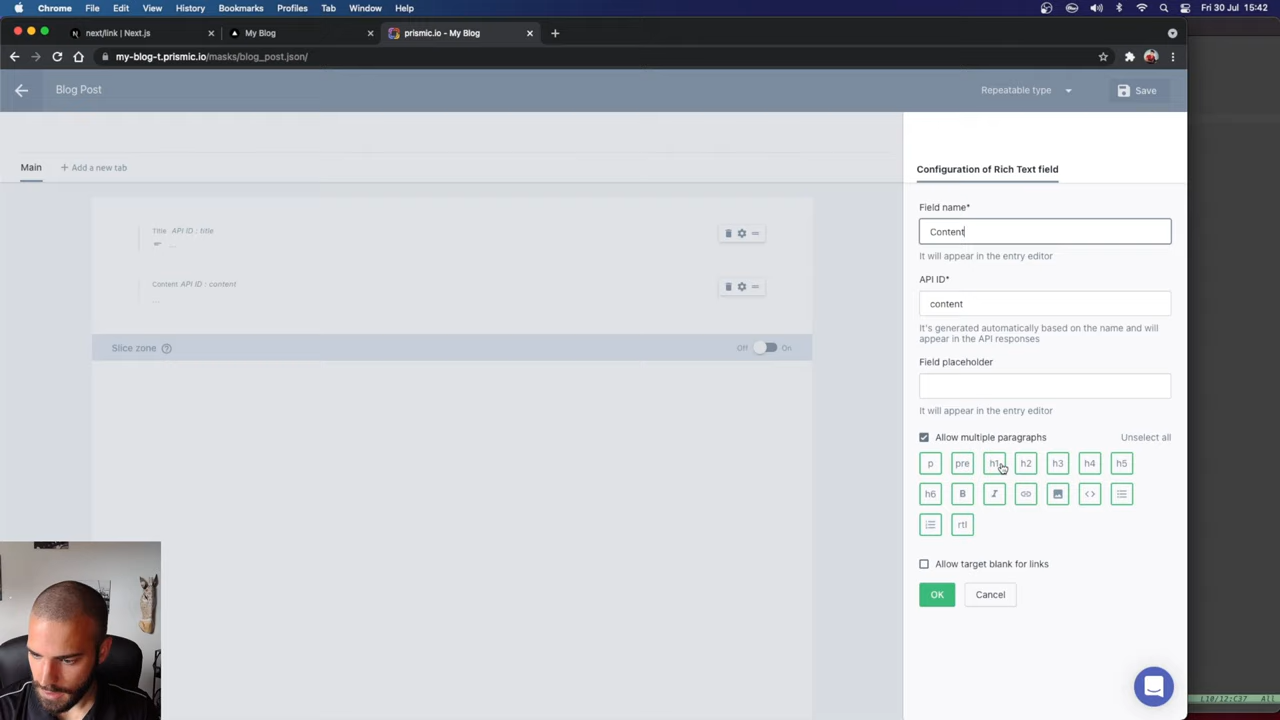 Chrome File Edit View History Bookmarks Profiles Tab Window Help Fri 30 Jul 15:42
next/link | Next.js My Blog prismic.io - My Blog
my-blog-t.prismic.io/masks/blog_post.json/
Blog Post Repeatable type Save
Main + Add a new tab
Configuration of Rich Text field
Field name*
Content
It will appear in the entry editor
API ID*
content
It's generated automatically based on the name and will
appear in the API responses
Field placeholder
It will appear in the entry editor
Allow multiple paragraphs Unselect all
p pre h1 h2 h3 h4 h5
h6 B I
rtl
Allow target blank for links
OK Cancel
Title API ID : title
...
Content API ID : content
...
Slice zone Off On
L10/12:C37 All